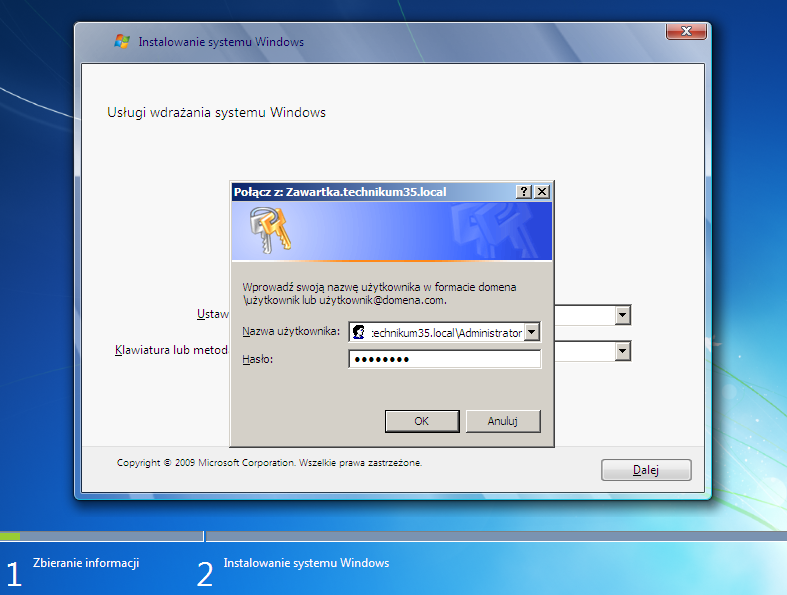 Instalowanie systemu Windows
Usługi wdrażania systemu Windows
Połącz z: Zawartka.technikum35.local
Wprowadź swoją nazwę użytkownika w formacie domena
\użytkownik lub użytkownik@domena.com.
Ustaw
Nazwa użytkownika: :echnikum35.local\Administrator
Klawiatura lub metod
Hasło: ●●●●●●●●
OK Anuluj
Copyright © 2009 Microsoft Corporation. Wszelkie prawa zastrzeżone.
Dalej
1 Zbieranie informacji
2 Instalowanie systemu Windows